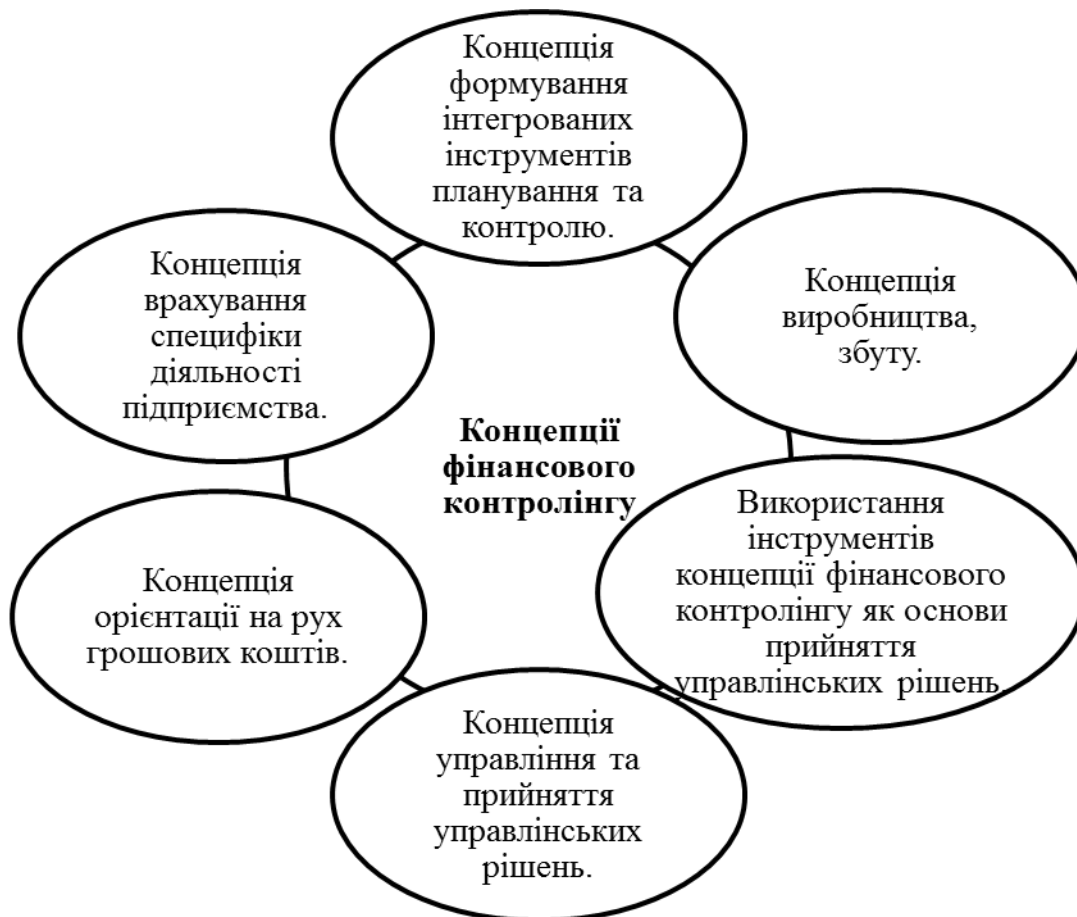 Концепція
формування
інтегрованих
інструментів
планування та
контролю.
Концепція
виробництва,
збуту.
Використання
інструментів
концепції фінансового
контролінгу як основи
прийняття
управлінських рішень.
Концепція
управління та
прийняття
управлінських
рішень.
Концепція
орієнтації на рух
грошових коштів.
Концепція
врахування
специфіки
діяльності
підприємства.
Концепції
фінансового
контролінгу